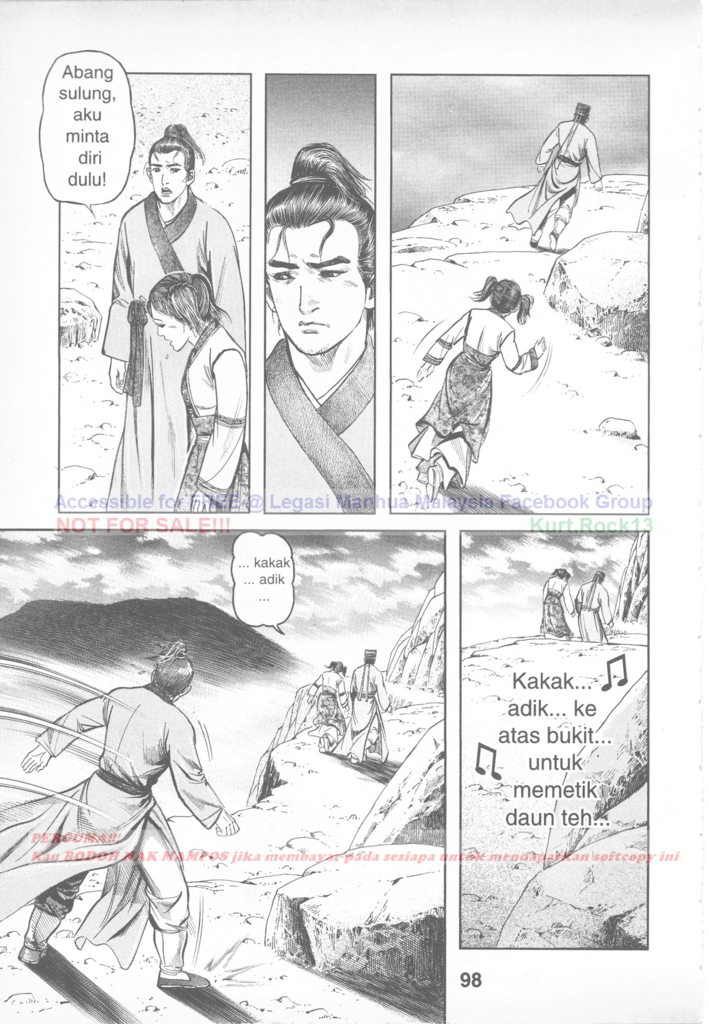 Abang
sulung,
aku
minta
diri
dulu!
Accessible for FREE @ Legasi Manhua Malaysia Facebook Group
NOT FOR SALE!!!
Kurt Rock13
... kakak
... adik
...
Kakak...
adik... ke
atas bukit...
untuk
memetik
daun teh...
PERCUMA!!!
Kau BODOH NAK MAMPOS jika membayar pada sesiapa untuk mendapatkan softcopy ini
98